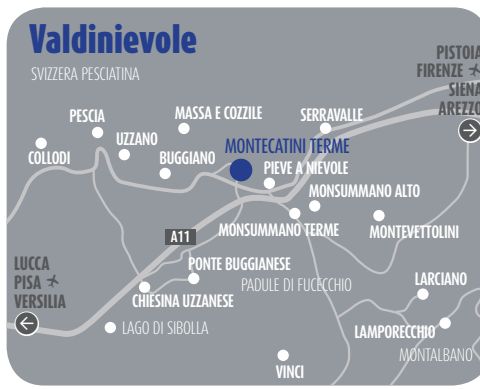 Valdinievole
SVIZZERA PESCIATINA
PISTOIA
FIRENZE
SIENA
AREZZO
PESCIA
MASSA E COZZILE
SERRAVALLE
UZZANO
COLLODI
BUGGIANO
MONTECATINI TERME
PIEVE A NIEVOLE
MONSUMMANO ALTO
MONSUMMANO TERME
MONTEVETTOLINI
A11
LUCCA
PISA
VERSILIA
PONTE BUGGIANESE
PADULE DI FUCECCHIO
LARCIANO
CHIESINA UZZANESE
LAGO DI SIBOLLA
LAMPORECCHIO
MONTALBANO
VINCI